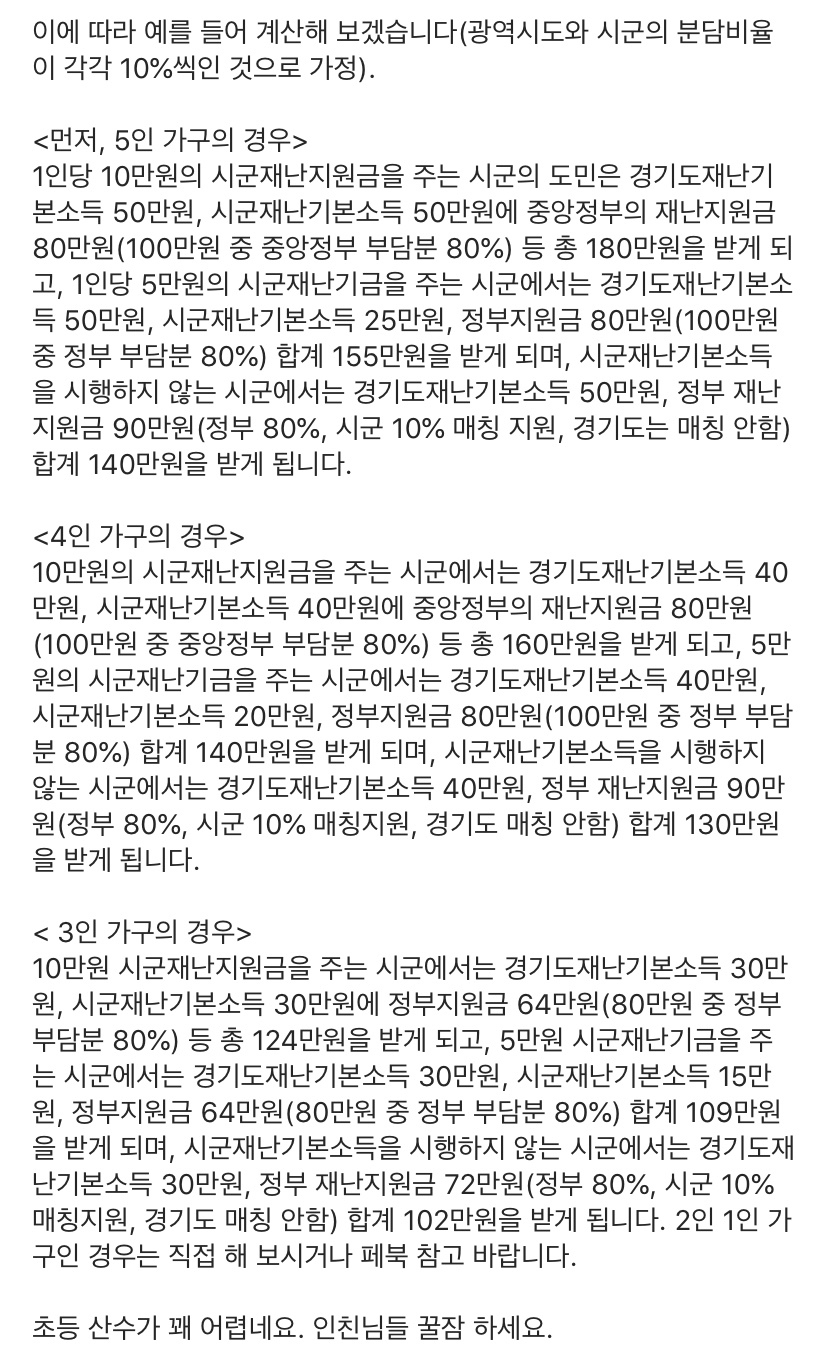 이에 따라 예를 들어 계산해 보겠습니다(광역시도와 시군의 분담비율
이 각각 10%씩인 것으로 가정).
<먼저, 5인 가구의 경우>
1인당 10만원의 시군재난지원금을 주는 시군의 도민은 경기도재난기
본소득 50만원, 시군재난기본소득 50만원에 중앙정부의 재난지원금
80만원(100만원 중 중앙정부 부담분 80%) 등 총 180만원을 받게 되
고, 1인당 5만원의 시군재난기금을 주는 시군에서는 경기도재난기본소
득 50만원, 시군재난기본소득 25만원, 정부지원금 80만원(100만원
중 정부 부담분 80%) 합계 155만원을 받게 되며, 시군재난기본소득
을 시행하지 않는 시군에서는 경기도재난기본소득 50만원, 정부 재난
지원금 90만원(정부 80%, 시군 10% 매칭 지원, 경기도는 매칭 안함)
합계 140만원을 받게 됩니다.
<4인 가구의 경우>
10만원의 시군재난지원금을 주는 시군에서는 경기도재난기본소득 40
만원, 시군재난기본소득 40만원에 중앙정부의 재난지원금 80만원
(100만원 중 중앙정부 부담분 80%) 등 총 160만원을 받게 되고, 5만
원의 시군재난기금을 주는 시군에서는 경기도재난기본소득 40만원,
시군재난기본소득 20만원, 정부지원금 80만원(100만원 중 정부 부담
분 80%) 합계 140만원을 받게 되며, 시군재난기본소득을 시행하지
않는 시군에서는 경기도재난기본소득 40만원, 정부 재난지원금 90만
원(정부 80%, 시군 10% 매칭지원, 경기도 매칭 안함) 합계 130만원
을 받게 됩니다.
< 3인 가구의 경우>
10만원 시군재난지원금을 주는 시군에서는 경기도재난기본소득 30만
원, 시군재난기본소득 30만원에 정부지원금 64만원(80만원 중 정부
부담분 80%) 등 총 124만원을 받게 되고, 5만원 시군재난기금을 주
는 시군에서는 경기도재난기본소득 30만원, 시군재난기본소득 15만
원, 정부지원금 64만원(80만원 중 정부 부담분 80%) 합계 109만원
을 받게 되며, 시군재난기본소득을 시행하지 않는 시군에서는 경기도재
난기본소득 30만원, 정부 재난지원금 72만원(정부 80%, 시군 10%
매칭지원, 경기도 매칭 안함) 합계 102만원을 받게 됩니다. 2인 1인 가
구인 경우는 직접 해 보시거나 페북 참고 바랍니다.
초등 산수가 꽤 어렵네요. 인친님들 꿀잠 하세요.